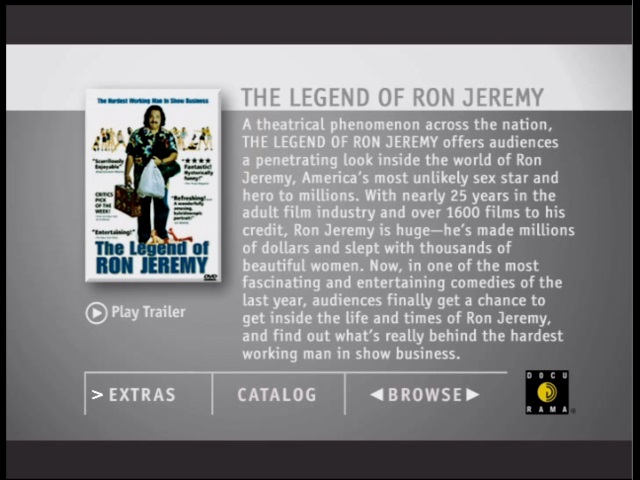 The Hardest Working Man In Show Business
"Scurrilously
Enjoyable"
"★★★★
Fantastic!
Hysterically
funny!"
CRITICS
PICK
OF THE
WEEK!
"Refreshing!...
A wonderfully
"Entertaining!"
The Legend of
RON JEREMY
DVD
THE LEGEND OF RON JEREMY
A theatrical phenomenon across the nation,
THE LEGEND OF RON JEREMY offers audiences
a penetrating look inside the world of Ron
Jeremy, America's most unlikely sex star and
hero to millions. With nearly 25 years in the
adult film industry and over 1600 films to his
credit, Ron Jeremy is huge—he's made millions
of dollars and slept with thousands of
beautiful women. Now, in one of the most
fascinating and entertaining comedies of the
last year, audiences finally get a chance to
get inside the life and times of Ron Jeremy,
and find out what's really behind the hardest
working man in show business.
Play Trailer
>EXTRAS
CATALOG
◀BROWSE▶
DOCU
RAMA®